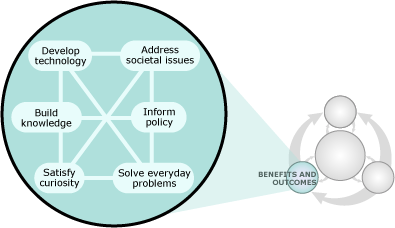 Develop
technology
Address
societal issues
Build
knowledge
Inform
policy
Satisfy
curiosity
Solve everyday
problems
BENEFITS AND
OUTCOMES